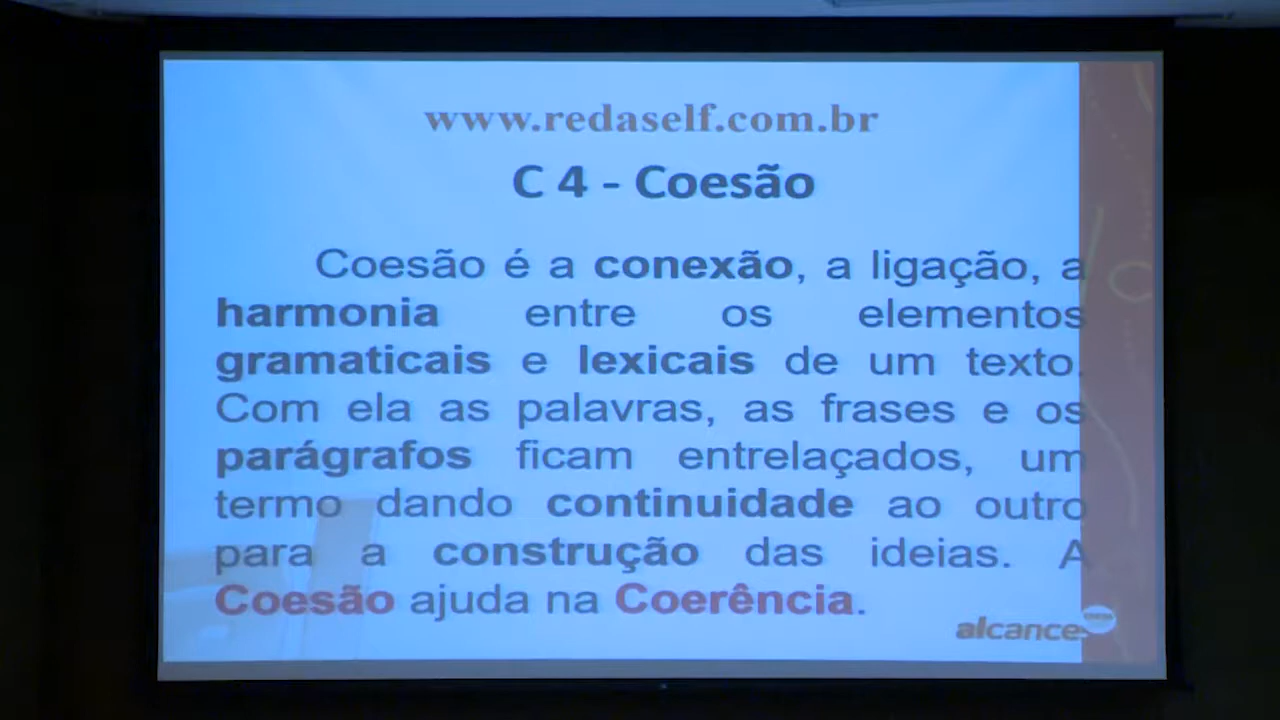 www.redaself.com.br
C 4 - Coesão
Coesão é a conexão, a ligação, a
harmonia entre os elementos
gramaticais e lexicais de um texto.
Com ela as palavras, as frases e os
parágrafos ficam entrelaçados, um
termo dando continuidade ao outro
para a construção das ideias. A
Coesão ajuda na Coerência.
alcance